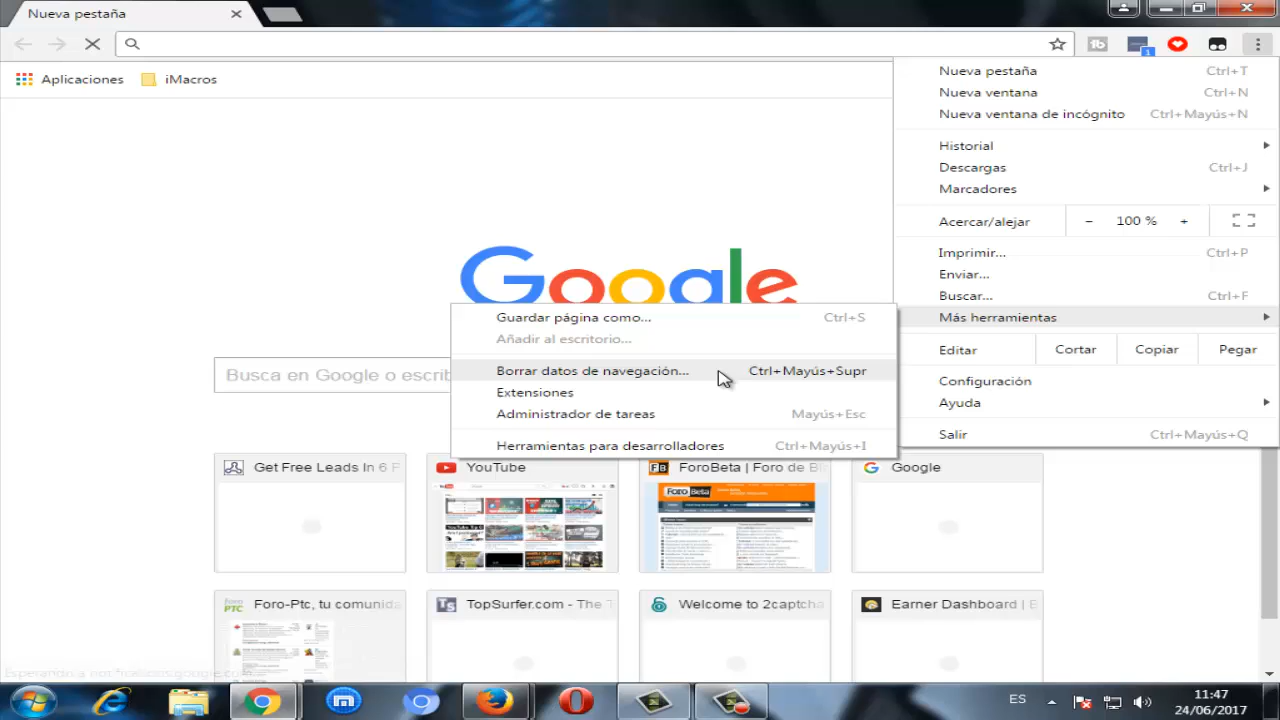 Nueva pestaña
Aplicaciones
iMacros
1
Nueva pestaña Ctrl+T
Nueva ventana Ctrl+N
Nueva ventana de incógnito Ctrl+Mayús+N
Historial
Descargas Ctrl+J
Marcadores
Acercar/alejar − 100 % +
Imprimir... Ctrl+P
Enviar...
Buscar... Ctrl+F
Más herramientas
Editar Cortar Copiar Pegar
Configuración
Ayuda
Salir Ctrl+Mayús+Q
Google
Guardar página como... Ctrl+S
Añadir al escritorio...
Borrar datos de navegación... Ctrl+Mayús+Supr
Extensiones
Administrador de tareas Mayús+Esc
Herramientas para desarrolladores Ctrl+Mayús+I
Busca en Google o escrib
Get Free Leads In 6 F
YouTube
ForoBeta | Foro de Bl
Google
ForoBeta
Foro-Ptc, tu comunida
TopSurfer.com - The T
Welcome to 2captcha
Earner Dashboard | E
ES
11:47
24/06/2017